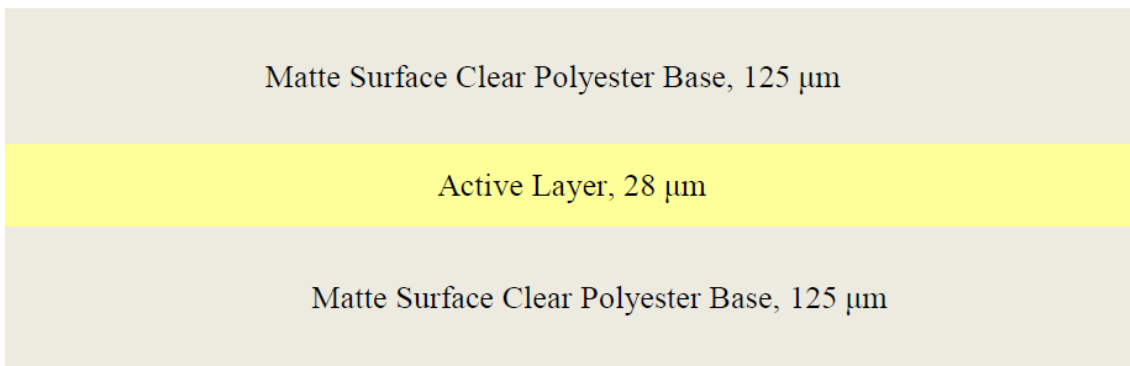 Matte Surface Clear Polyester Base, 125 μm
Active Layer, 28 μm
Matte Surface Clear Polyester Base, 125 μm